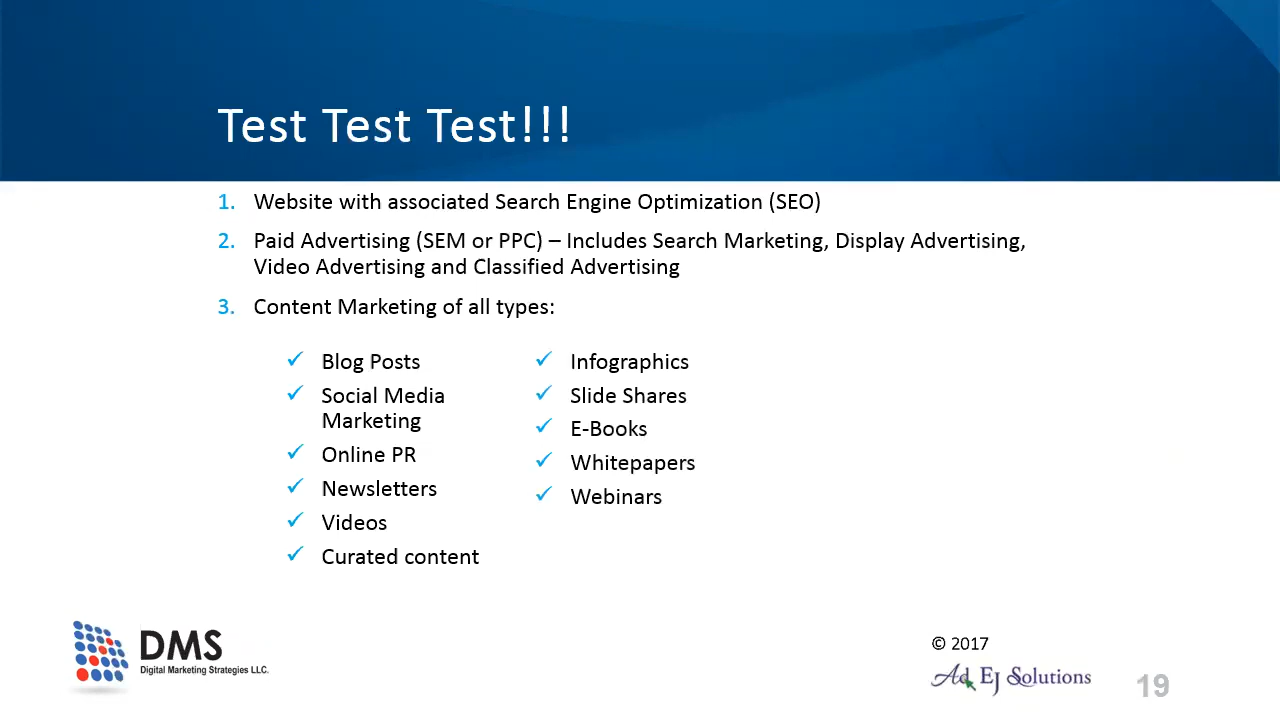 Test Test Test!!!
1. Website with associated Search Engine Optimization (SEO)
2. Paid Advertising (SEM or PPC) – Includes Search Marketing, Display Advertising,
Video Advertising and Classified Advertising
3. Content Marketing of all types:
✓ Blog Posts
✓ Social Media
Marketing
✓ Online PR
✓ Newsletters
✓ Videos
✓ Curated content
✓ Infographics
✓ Slide Shares
✓ E-Books
✓ Whitepapers
✓ Webinars
DMS
Digital Marketing Strategies LLC.
© 2017
Ad EJ Solutions
19